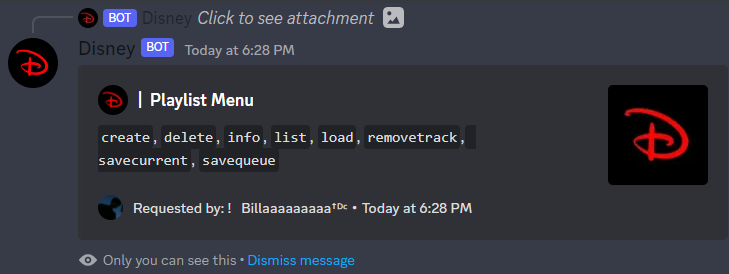 BOT Disney Click to see attachment
Disney BOT Today at 6:28 PM
| Playlist Menu
create, delete, info, list, load, removetrack,
savecurrent, savequeue
Requested by: ! Billaaaaaaaaa†ᴰᶜ • Today at 6:28 PM
Only you can see this • Dismiss message